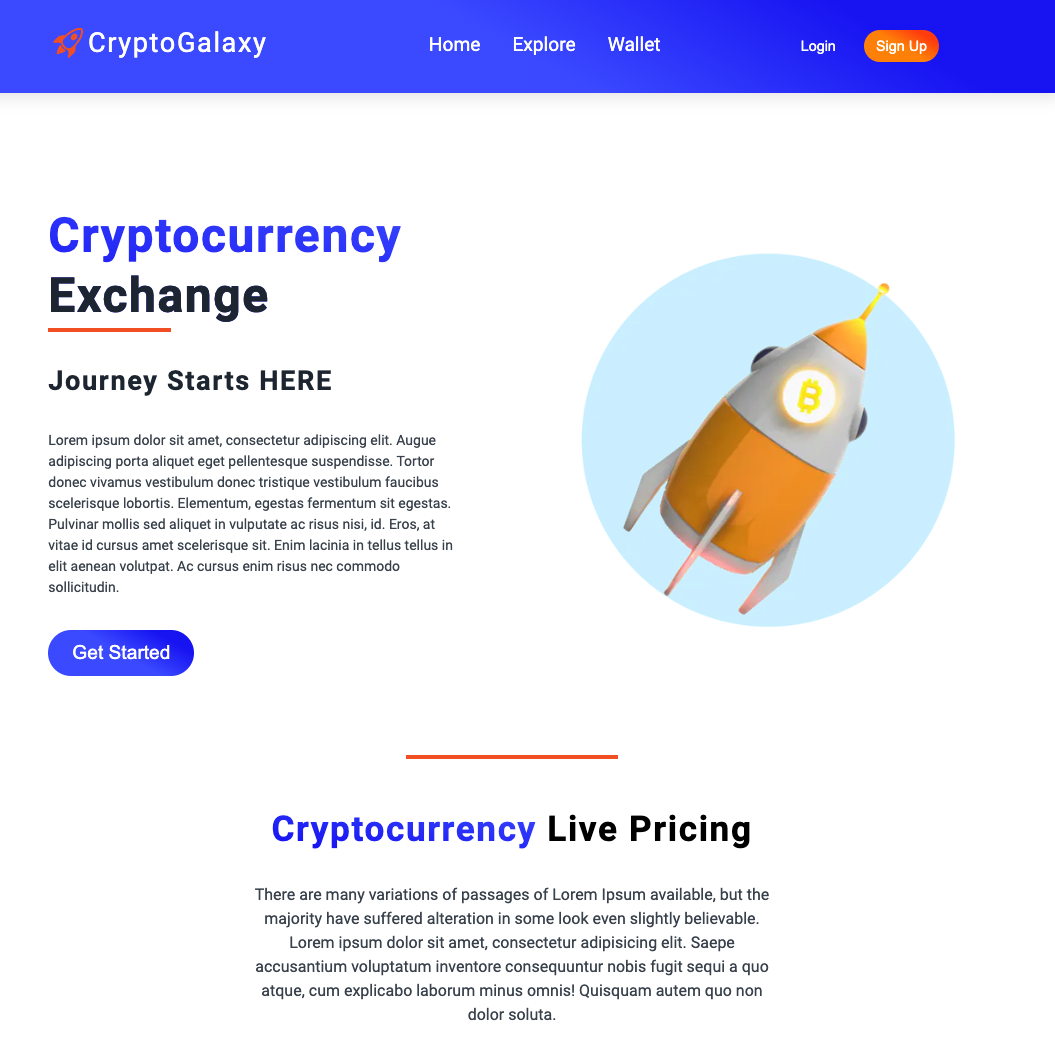 CryptoGalaxy
Home Explore Wallet
Login
Sign Up
Cryptocurrency
Exchange
Journey Starts HERE
Lorem ipsum dolor sit amet, consectetur adipiscing elit. Augue
adipiscing porta aliquet eget pellentesque suspendisse. Tortor
donec vivamus vestibulum donec tristique vestibulum faucibus
scelerisque lobortis. Elementum, egestas fermentum sit egestas.
Pulvinar mollis sed aliquet in vulputate ac risus nisi, id. Eros, at
vitae id cursus amet scelerisque sit. Enim lacinia in tellus tellus in
elit aenean volutpat. Ac cursus enim risus nec commodo
sollicitudin.
Get Started
Cryptocurrency Live Pricing
There are many variations of passages of Lorem Ipsum available, but the
majority have suffered alteration in some look even slightly believable.
Lorem ipsum dolor sit amet, consectetur adipisicing elit. Saepe
accusantium voluptatum inventore consequuntur nobis fugit sequi a quo
atque, cum explicabo laborum minus omnis! Quisquam autem quo non
dolor soluta.